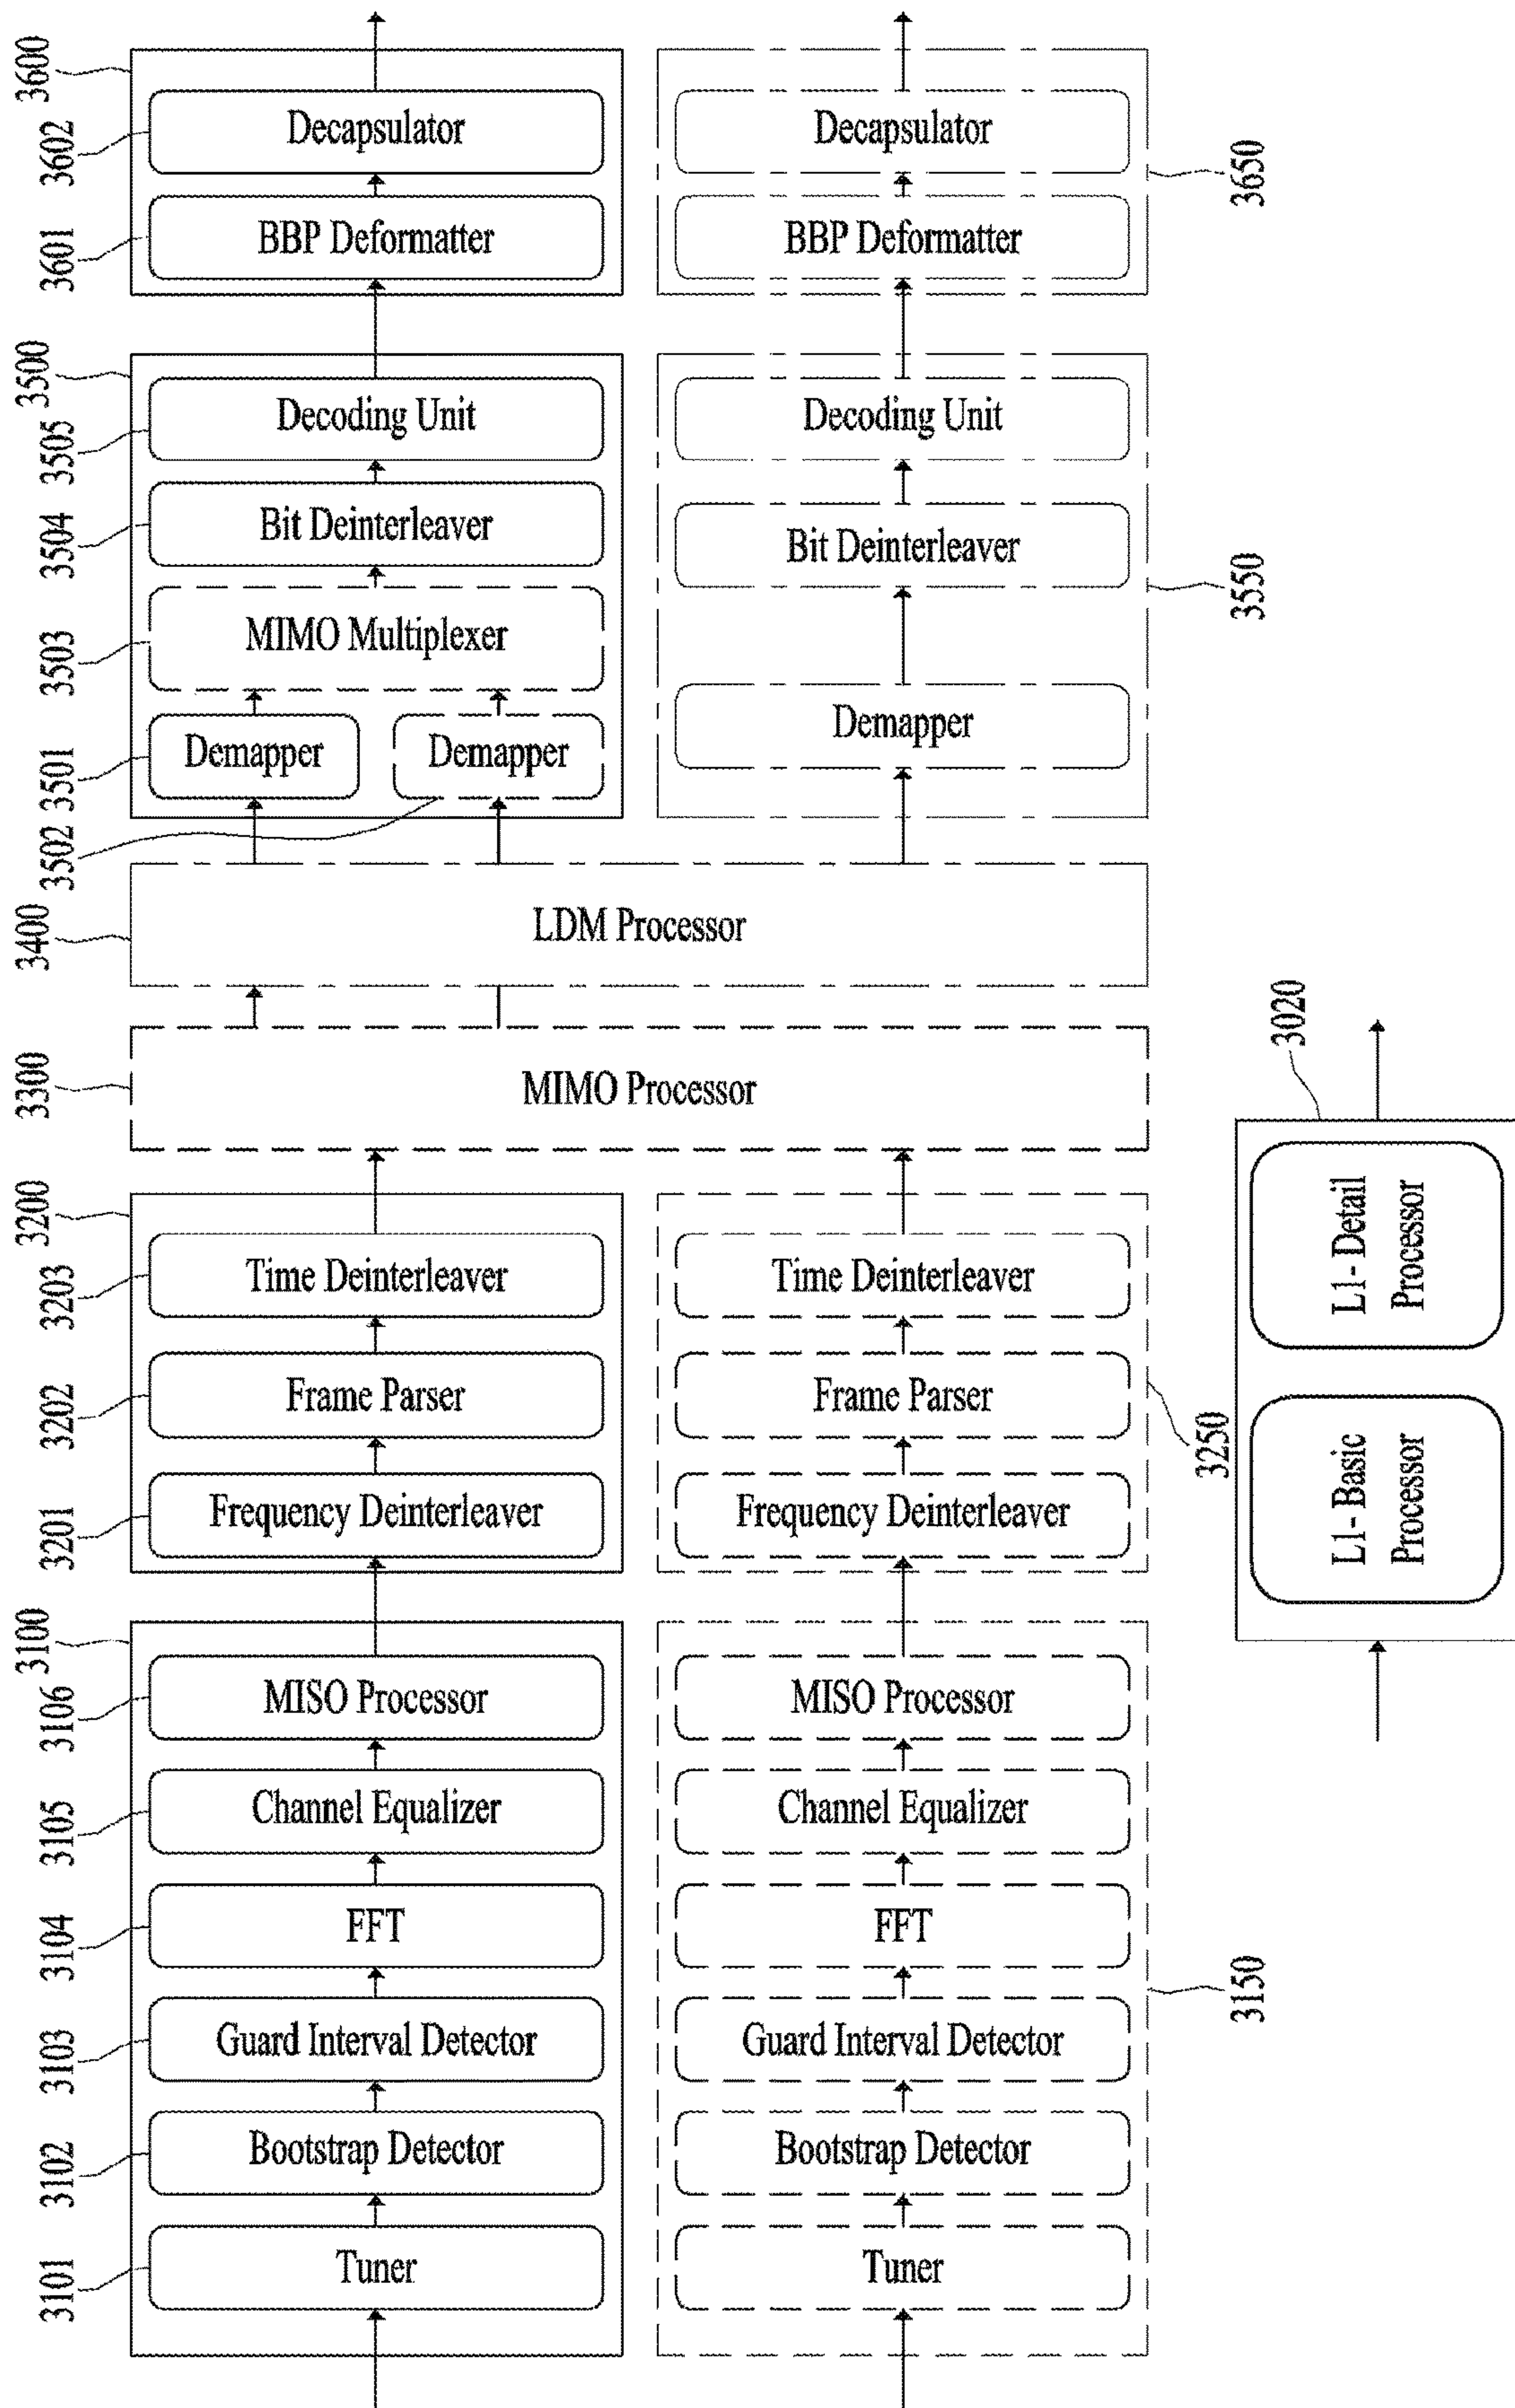 3600
3602
Decapsulator
3601
BBP Deformatter
Decapsulator
BBP Deformatter
3650
3500
3505
Decoding Unit
3504
Bit Deinterleaver
3503
MIMO Multiplexer
3501
Demapper
Demapper
3502
Decoding Unit
Bit Deinterleaver
Demapper
3550
3400
LDM Processor
3300
MIMO Processor
3200
3203
Time Deinterleaver
3202
Frame Parser
3201
Frequency Deinterleaver
Time Deinterleaver
Frame Parser
Frequency Deinterleaver
3250
3020
L1- Detail
Processor
L1- Basic
Processor
3100
3106
MISO Processor
3105
Channel Equalizer
3104
FFT
3103
Guard Interval Detector
3102
Bootstrap Detector
3101
Tuner
MISO Processor
Channel Equalizer
FFT
Guard Interval Detector
Bootstrap Detector
Tuner
3150